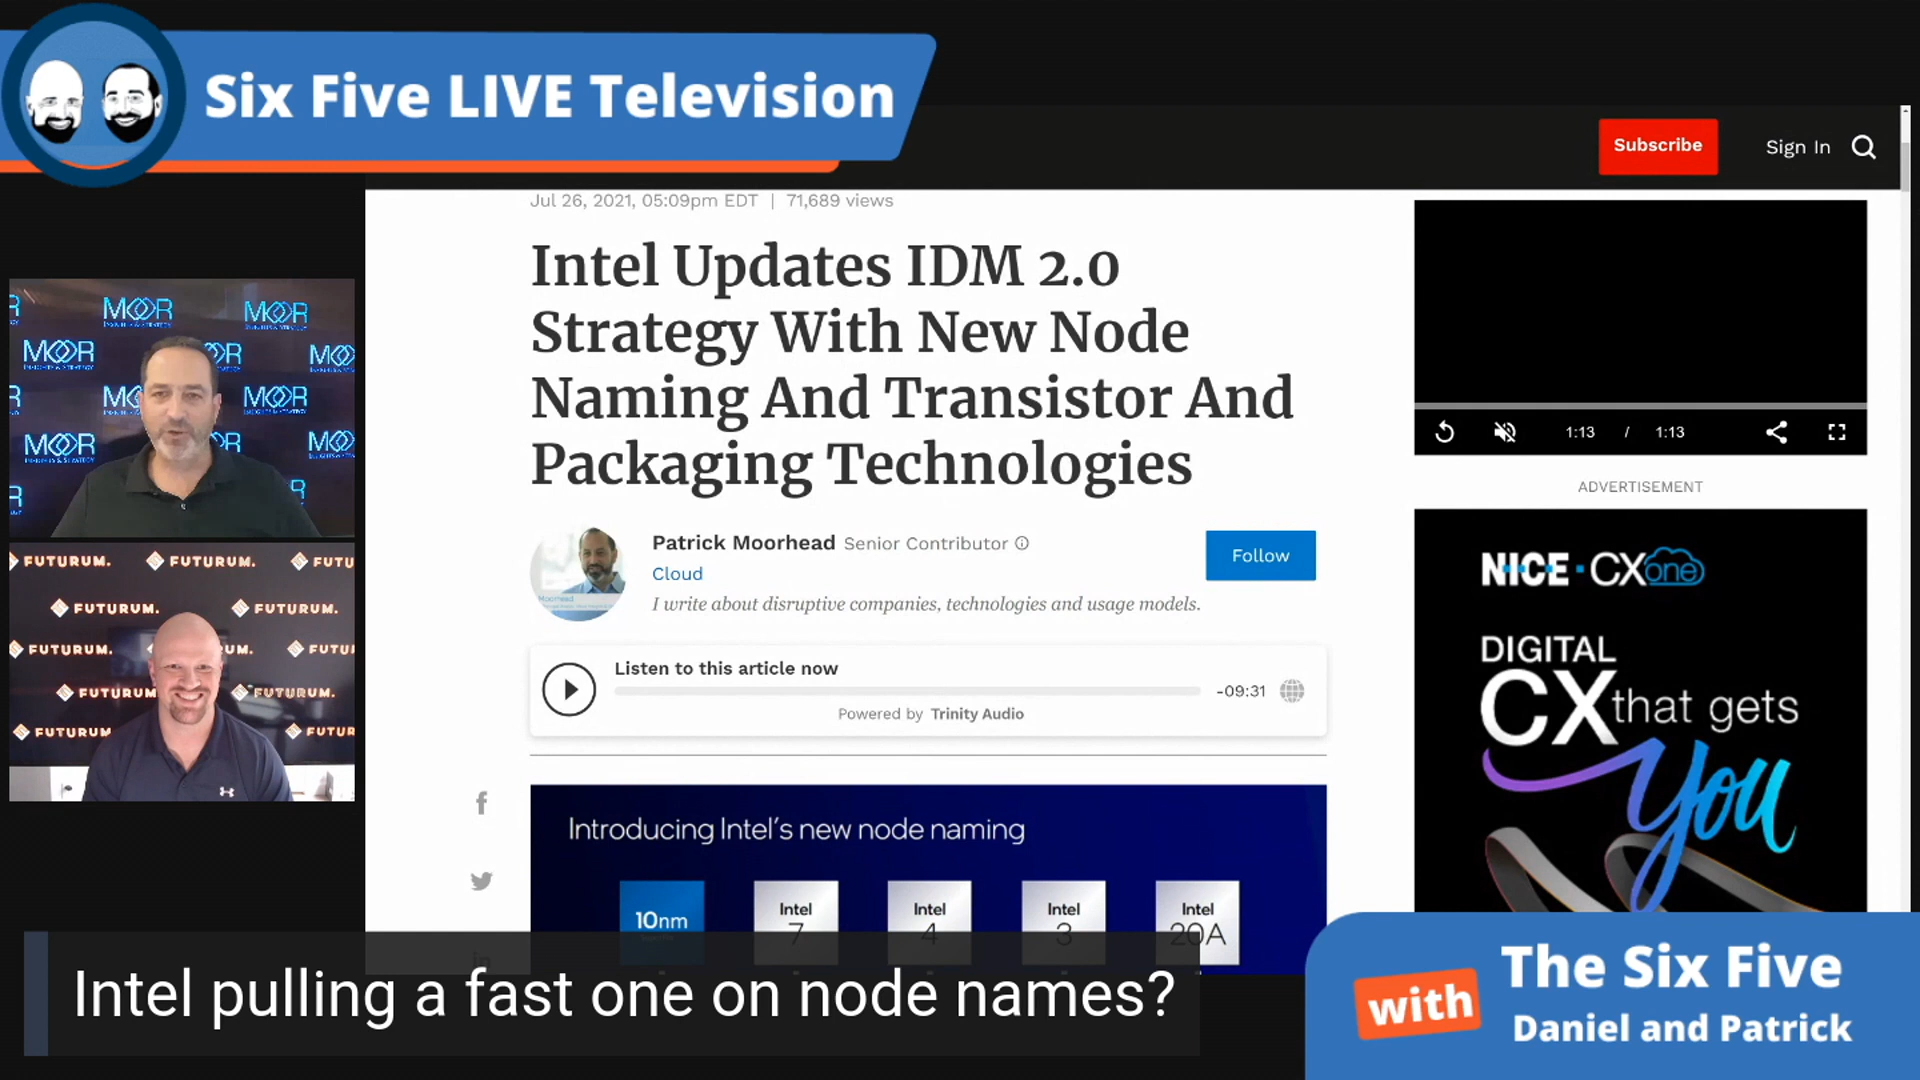 Six Five LIVE Television
Subscribe
Sign In
Jul 26, 2021, 05:09pm EDT | 71,689 views
Intel Updates IDM 2.0
Strategy With New Node
Naming And Transistor And
Packaging Technologies
Patrick Moorhead Senior Contributor
Cloud
I write about disruptive companies, technologies and usage models.
Follow
Listen to this article now
-09:31
Powered by Trinity Audio
Introducing Intel's new node naming
10nm
Intel
7
Intel
4
Intel
3
Intel
20A
1:13 / 1:13
ADVERTISEMENT
NICE · CXone
DIGITAL
CX that gets
you
MOOR
INSIGHTS & STRATEGY
FUTURUM.
Intel pulling a fast one on node names?
with
The Six Five
Daniel and Patrick